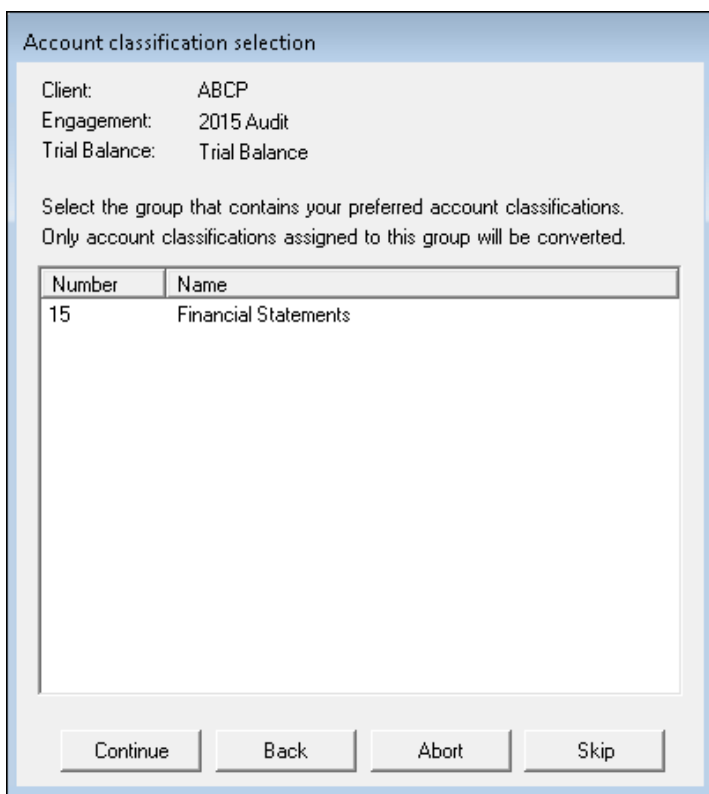 Account classification selection
Client: ABCP
Engagement: 2015 Audit
Trial Balance: Trial Balance
Select the group that contains your preferred account classifications.
Only account classifications assigned to this group will be converted.
Number Name
15 Financial Statements
Continue Back Abort Skip